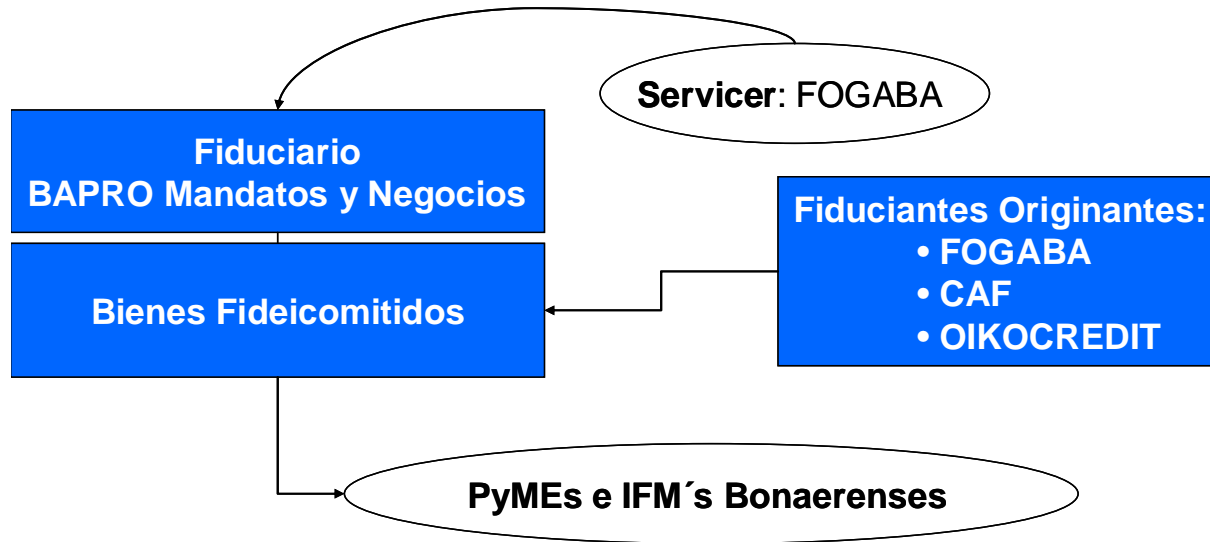 Servicer: FOGABA
Fiduciario
BAPRO Mandatos y Negocios
Fiduciantes Originantes:
• FOGABA
• CAF
• OIKOCREDIT
Bienes Fideicomitidos
PyMEs e IFM´s Bonaerenses